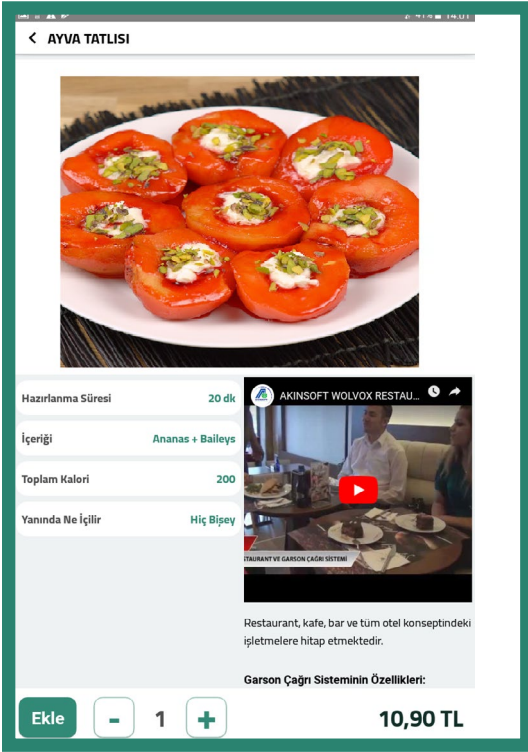 AYVA TATLISI
Hazırlanma Süresi 20 dk
İçeriği Ananas + Baileys
Toplam Kalori 200
Yanında Ne İçilir Hiç Bişey
AKINSOFT WOLVOX RESTAU...
STAURANT VE GARSON ÇAĞRI SİSTEMİ
Restaurant, kafe, bar ve tüm otel konseptindeki
işletmelere hitap etmektedir.
Garson Çağrı Sisteminin Özellikleri:
Ekle - 1 + 10,90 TL